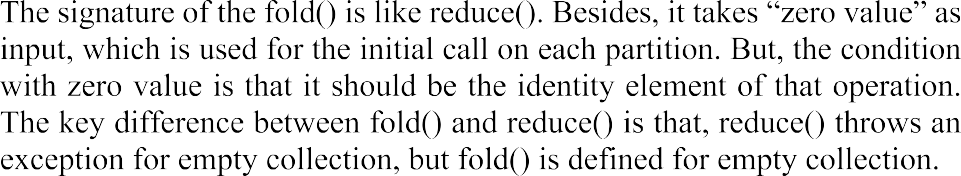 The signature of the fold() is like reduce(). Besides, it takes “zero value” as
input, which is used for the initial call on each partition. But, the condition
with zero value is that it should be the identity element of that operation.
The key difference between fold() and reduce() is that, reduce() throws an
exception for empty collection, but fold() is defined for empty collection.